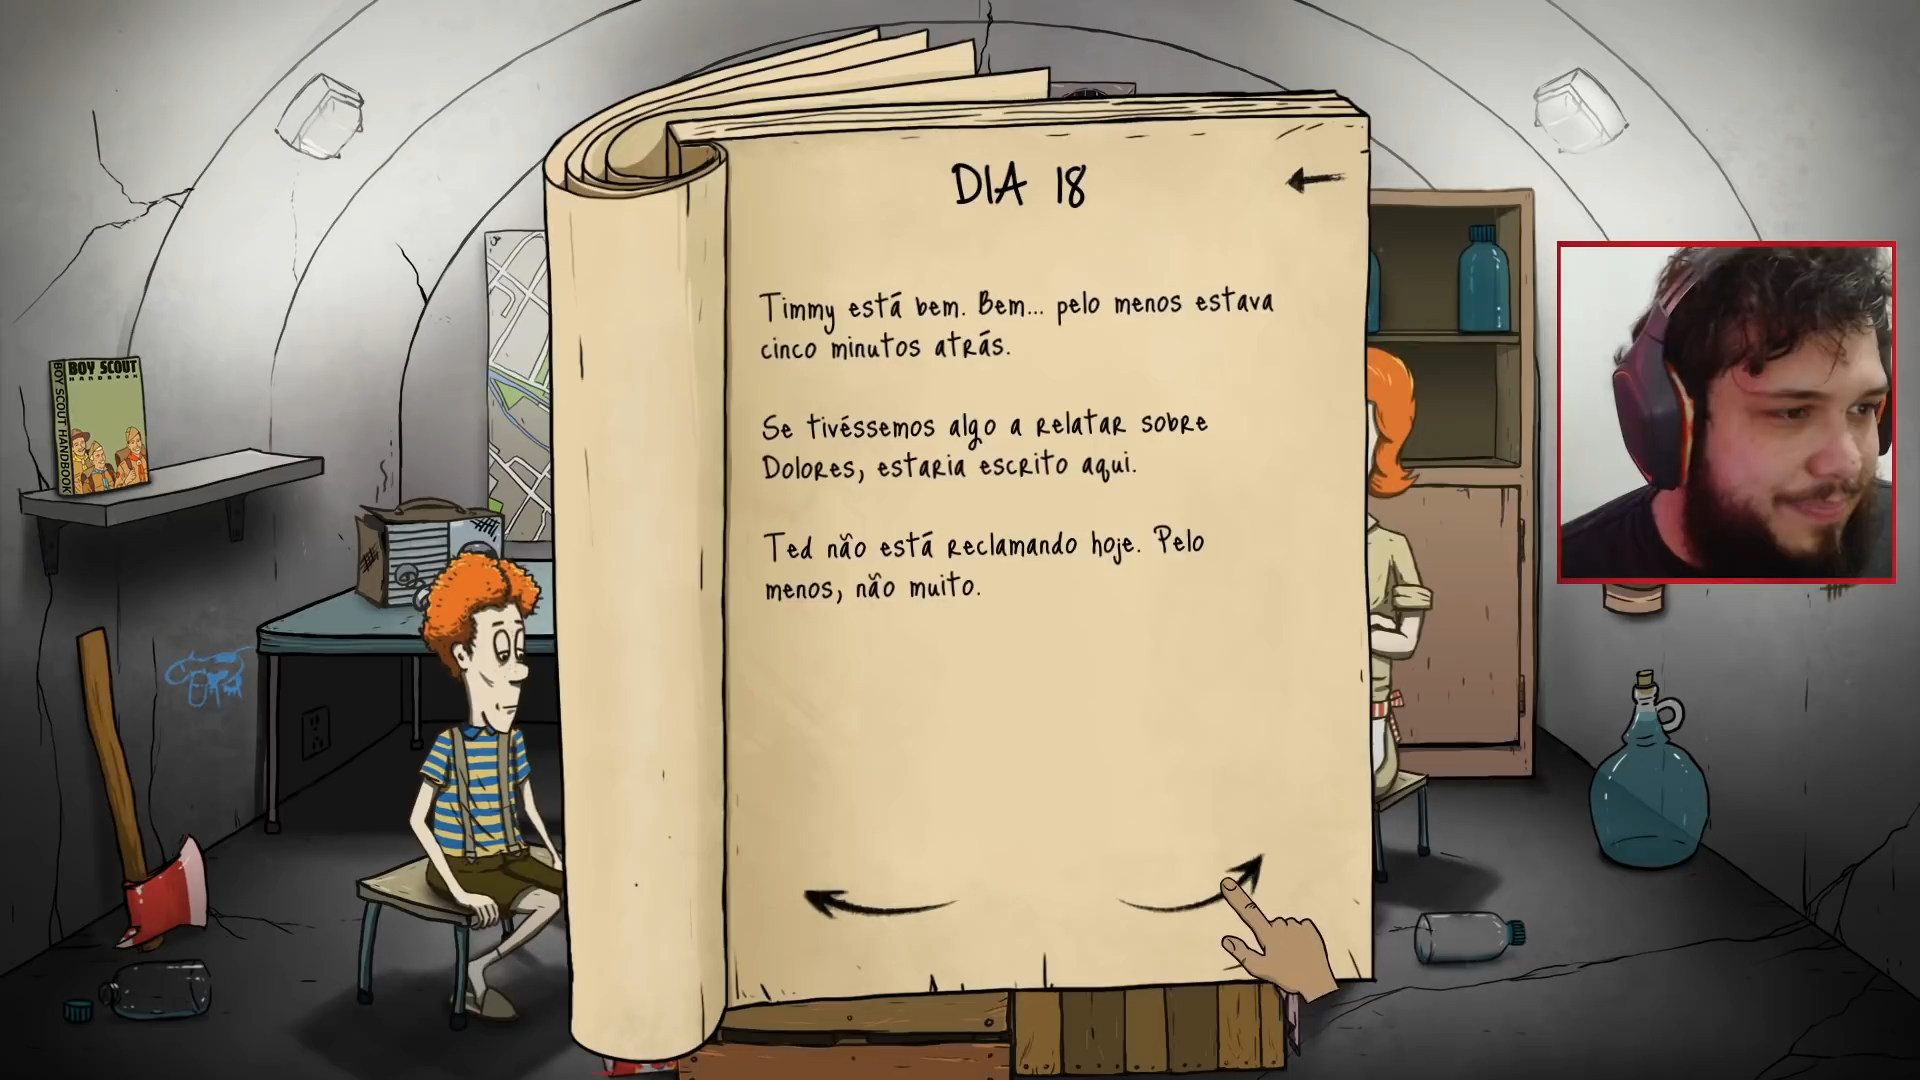 DIA 18
Timmy está bem. Bem... pelo menos estava
cinco minutos atrás.
Se tivéssemos algo a relatar sobre
Dolores, estaria escrito aqui.
Ted não está reclamando hoje. Pelo
menos, não muito.
BOY SCOUT
HANDBOOK
BOY SCOUT HANDBOOK